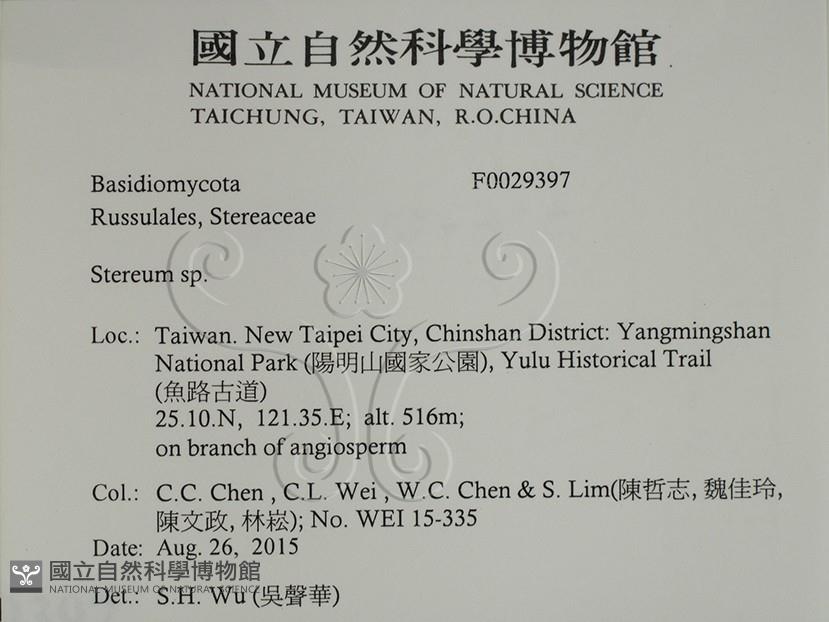 國立自然科學博物館
NATIONAL MUSEUM OF NATURAL SCIENCE
TAICHUNG, TAIWAN, R.O.CHINA
Basidiomycota F0029397
Russulales, Stereaceae
Stereum sp.
Loc.: Taiwan. New Taipei City, Chinshan District: Yangmingshan
National Park (陽明山國家公園), Yulu Historical Trail
(魚路古道)
25.10.N, 121.35.E; alt. 516m;
on branch of angiosperm
Col.: C.C. Chen , C.L. Wei , W.C. Chen & S. Lim(陳哲志, 魏佳玲,
陳文政, 林崧); No. WEI 15-335
Date: Aug. 26, 2015
國立自然科學博物館
NATIONAL MUSEUM OF NATURAL SCIENCE
Det.: S.H. Wu (吳聲華)